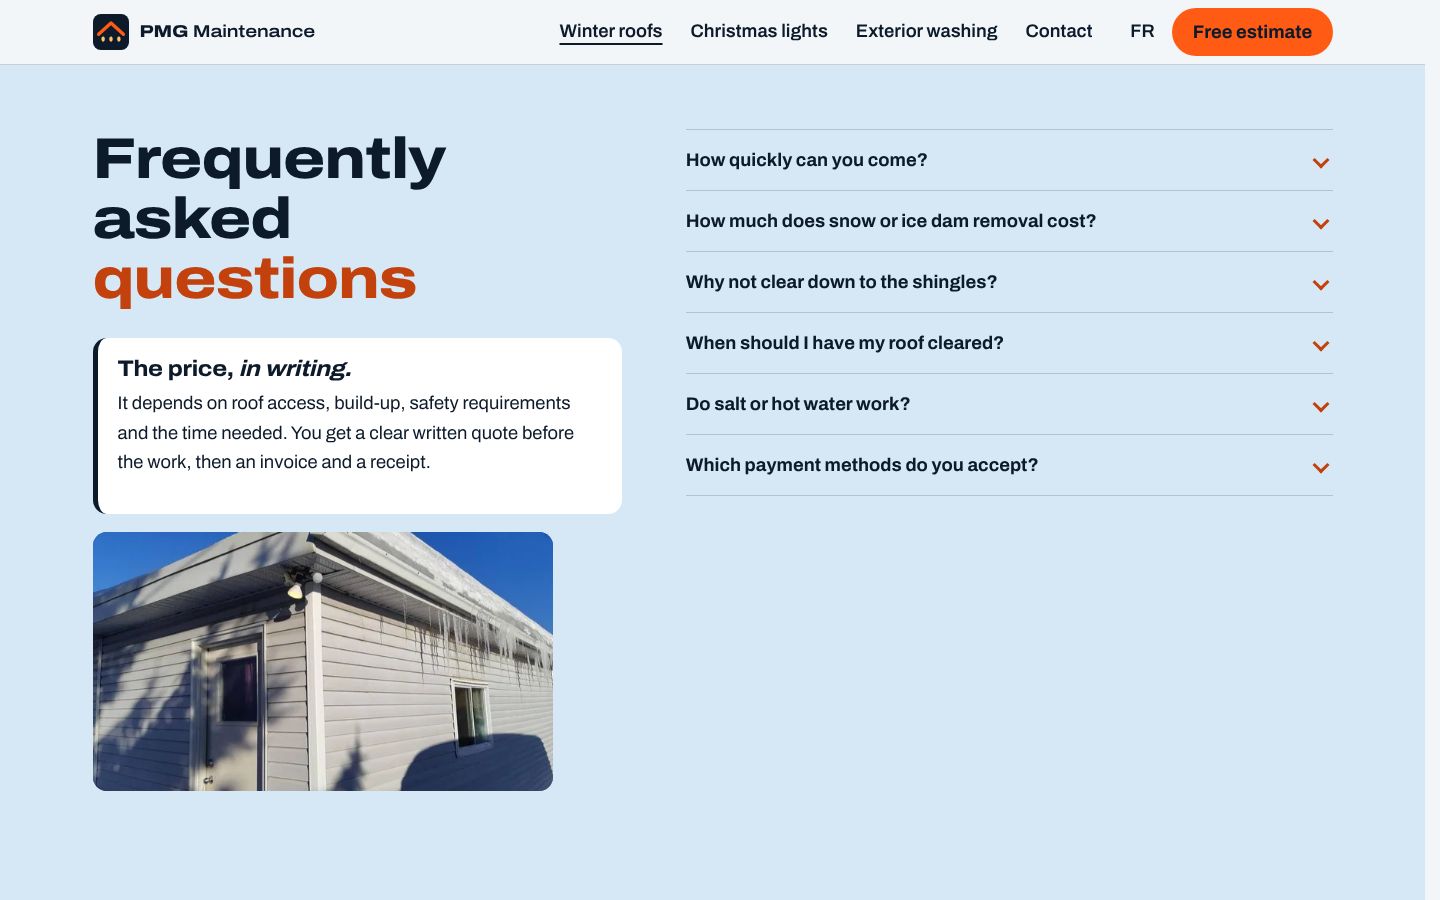 PMG Maintenance
Winter roofs
Christmas lights
Exterior washing
Contact
FR
Free estimate
Frequently
asked
questions
The price, in writing.
It depends on roof access, build-up, safety requirements
and the time needed. You get a clear written quote before
the work, then an invoice and a receipt.
How quickly can you come?
How much does snow or ice dam removal cost?
Why not clear down to the shingles?
When should I have my roof cleared?
Do salt or hot water work?
Which payment methods do you accept?